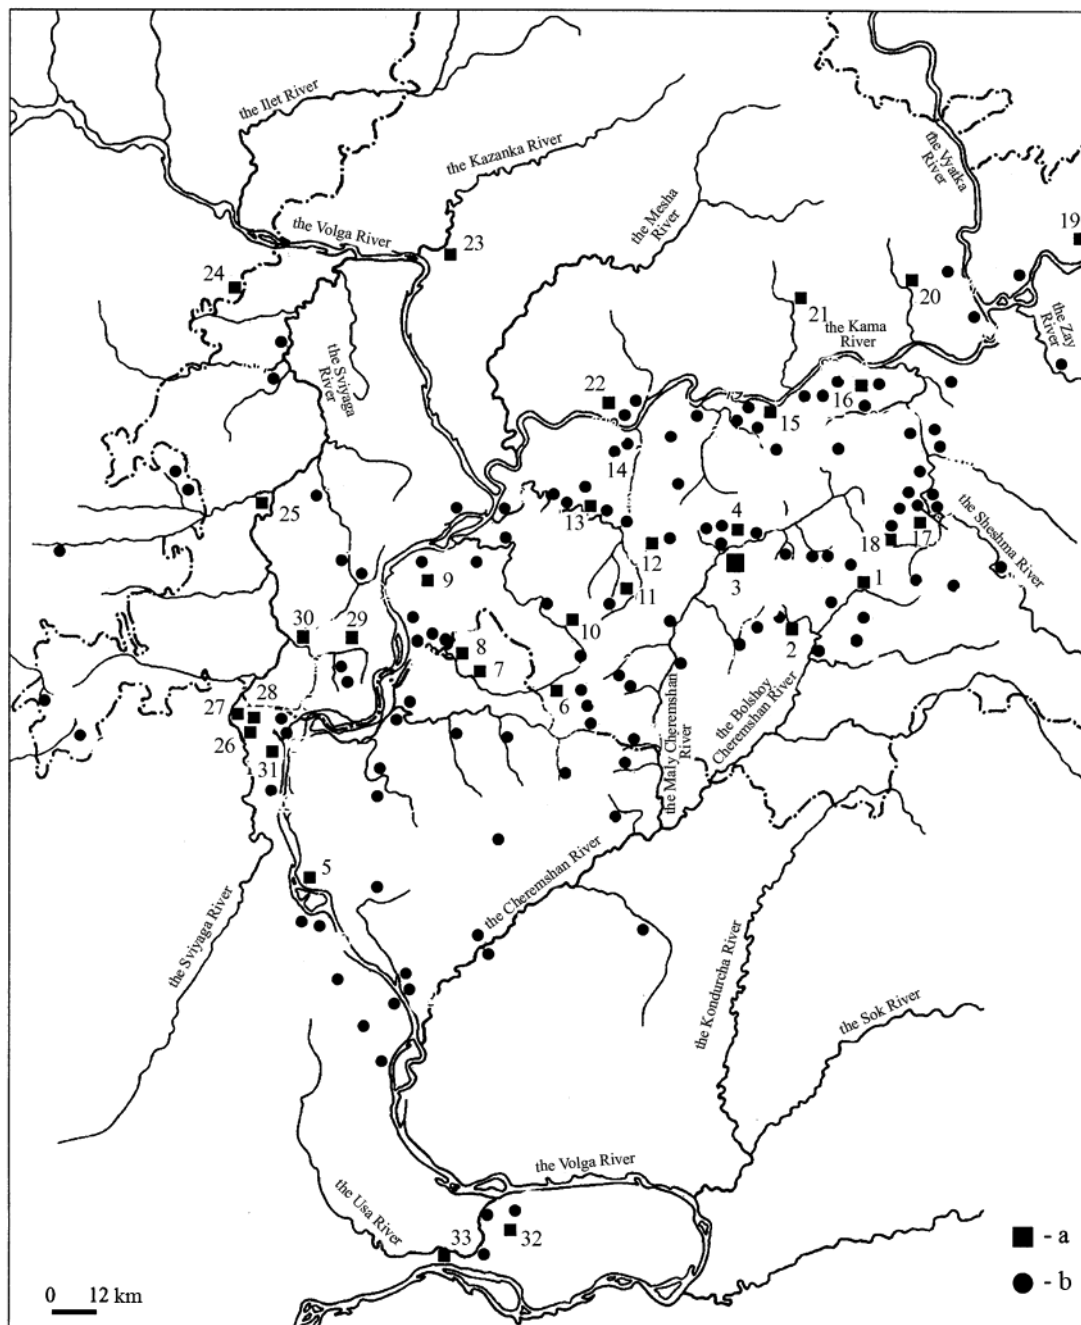 the Ilet River
the Kazanka River
the Vyatka
River
the Mesha
River
the Volga River
23
19
24
20
21
the Zay
River
the Kama
River
the Sviyaga
River
22
16
15
14
25
13
4
the Sheshma River
12
18
17
3
9
11
1
10
30
29
8
2
7
28
27
6
26
the Maly Cheremshan
River
the Bolshoy
Cheremshan River
31
5
the Cheremshan River
the Sviyaga River
the Kondurcha River
the Sok River
the Volga River
the Usa River
33
32
- a
- b
0 12 km